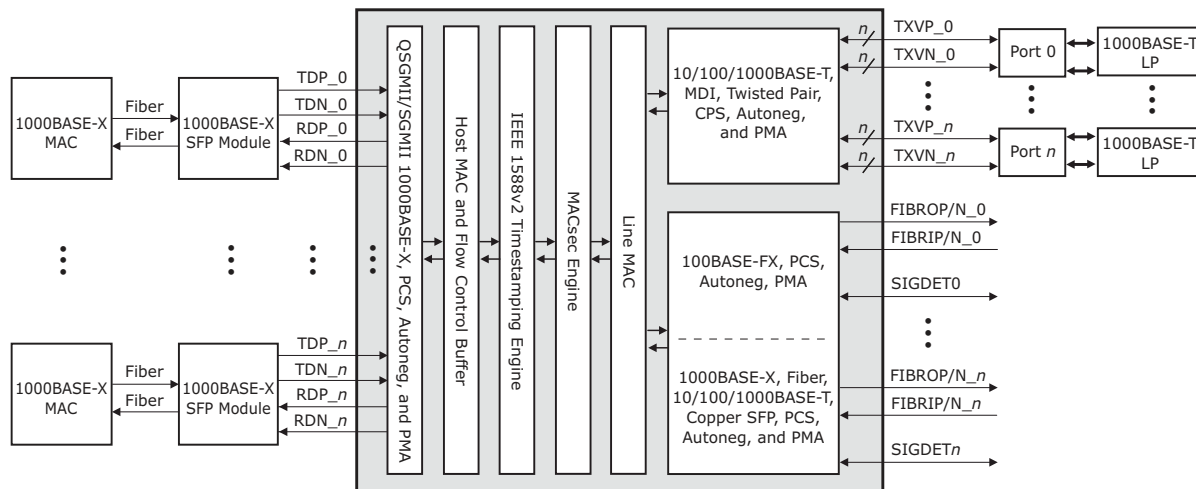 1000BASE-X
MAC
Fiber
Fiber
1000BASE-X
SFP Module
TDP_0
TDN_0
RDP_0
RDN_0
1000BASE-X
MAC
Fiber
Fiber
1000BASE-X
SFP Module
TDP_n
TDN_n
RDP_n
RDN_n
QSGMII/SGMII 1000BASE-X, PCS, Autoneg, and PMA
Host MAC and Flow Control Buffer
IEEE 1588v2 Timestamping Engine
MACsec Engine
Line MAC
10/100/1000BASE-T,
MDI, Twisted Pair,
CPS, Autoneg,
and PMA
100BASE-FX, PCS,
Autoneg, PMA
1000BASE-X, Fiber,
10/100/1000BASE-T,
Copper SFP, PCS,
Autoneg, and PMA
n
TXVP_0
n
TXVN_0
n
TXVP_n
n
TXVN_n
Port 0
1000BASE-T
LP
Port n
1000BASE-T
LP
FIBROP/N_0
FIBRIP/N_0
SIGDET0
FIBROP/N_n
FIBRIP/N_n
SIGDETn